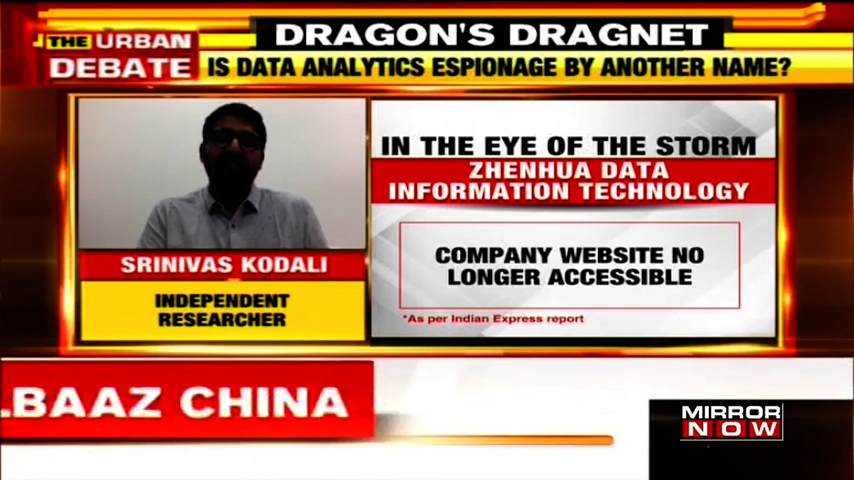 THE URBAN
DEBATE
DRAGON'S DRAGNET
IS DATA ANALYTICS ESPIONAGE BY ANOTHER NAME?
IN THE EYE OF THE STORM
ZHENHUA DATA
INFORMATION TECHNOLOGY
COMPANY WEBSITE NO
LONGER ACCESSIBLE
*As per Indian Express report
SRINIVAS KODALI
INDEPENDENT
RESEARCHER
.BAAZ CHINA
MIRROR
NOW